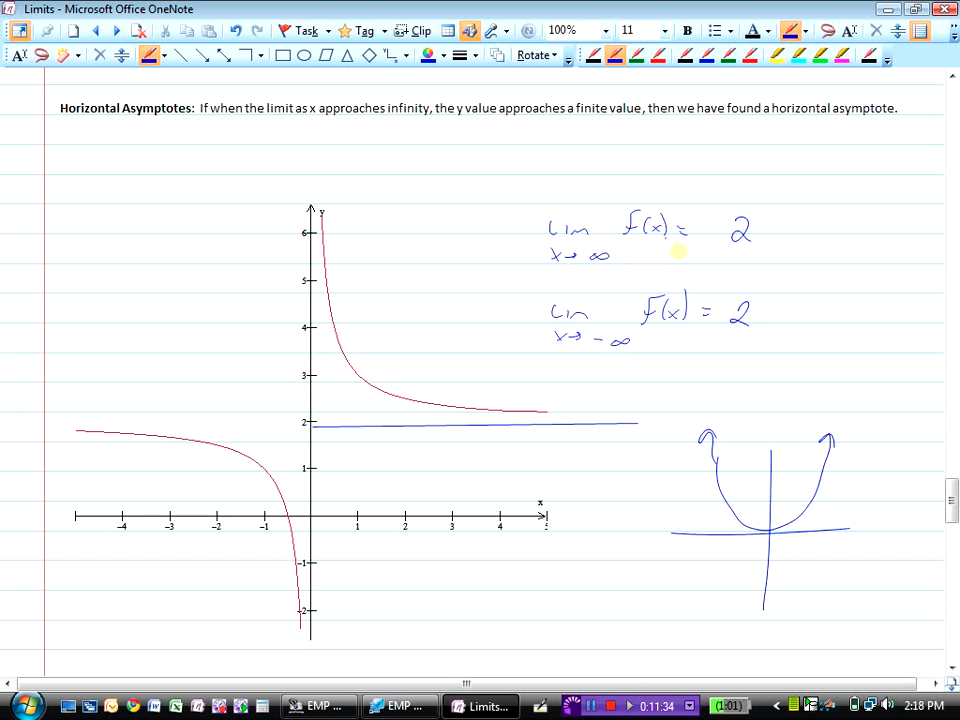 Limits - Microsoft Office OneNote
Task Tag Clip 100% 11 B A A
A Rotate
Horizontal Asymptotes: If when the limit as x approaches infinity, the y value approaches a finite value, then we have found a horizontal asymptote.
y
6
5
4
3
2
1
-1
-2
x
-4 -3 -2 -1 1 2 3 4
lim f(x) = 2
x→ ∞
lim f(x) = 2
x→ -∞
EMP ... EMP ... Limits... 0:11:34 (1:01) 2:18 PM